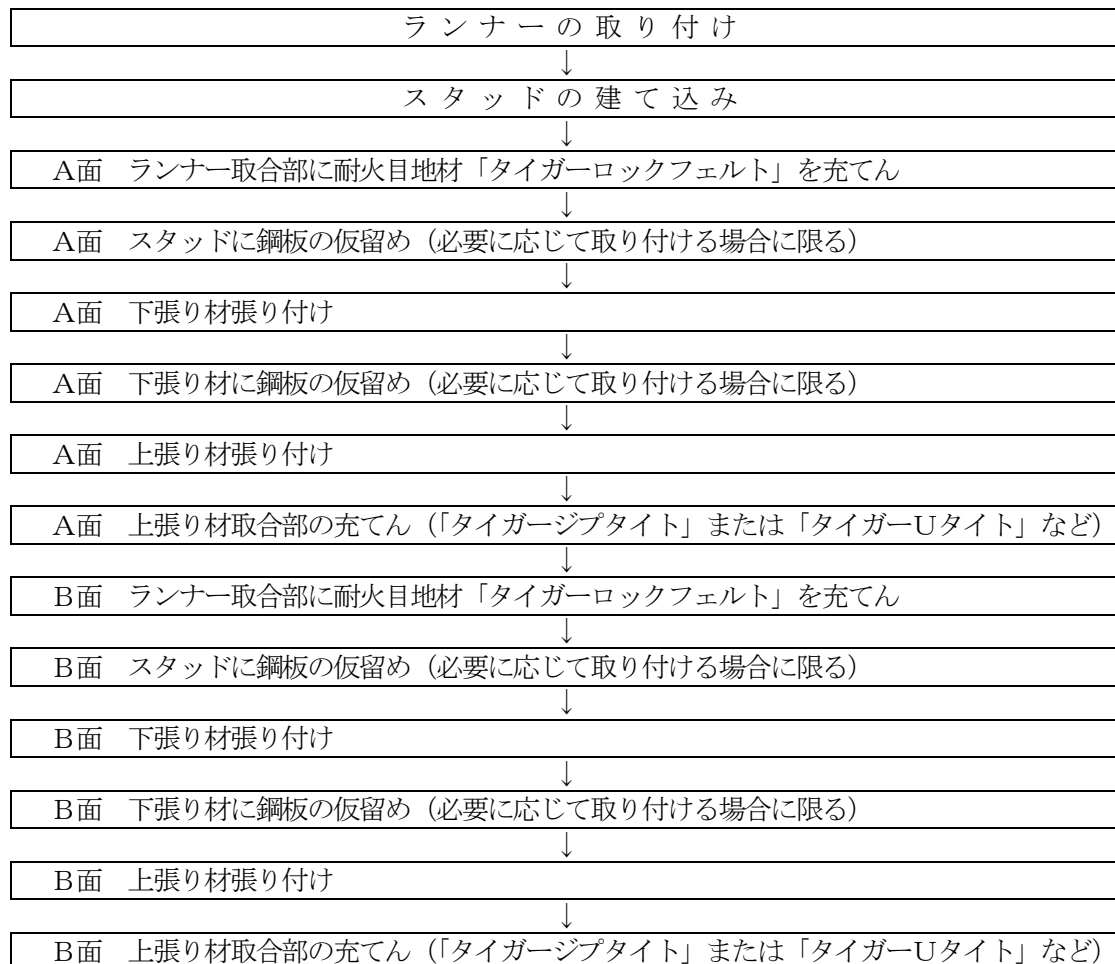 ランナーの取り付け
↓
スタッドの建て込み
↓
A面　ランナー取合部に耐火目地材「タイガーロックフェルト」を充てん
↓
A面　スタッドに鋼板の仮留め（必要に応じて取り付ける場合に限る）
↓
A面　下張り材張り付け
↓
A面　下張り材に鋼板の仮留め（必要に応じて取り付ける場合に限る）
↓
A面　上張り材張り付け
↓
A面　上張り材取合部の充てん（「タイガージプタイト」または「タイガーUタイト」など）
↓
B面　ランナー取合部に耐火目地材「タイガーロックフェルト」を充てん
↓
B面　スタッドに鋼板の仮留め（必要に応じて取り付ける場合に限る）
↓
B面　下張り材張り付け
↓
B面　下張り材に鋼板の仮留め（必要に応じて取り付ける場合に限る）
↓
B面　上張り材張り付け
↓
B面　上張り材取合部の充てん（「タイガージプタイト」または「タイガーUタイト」など）